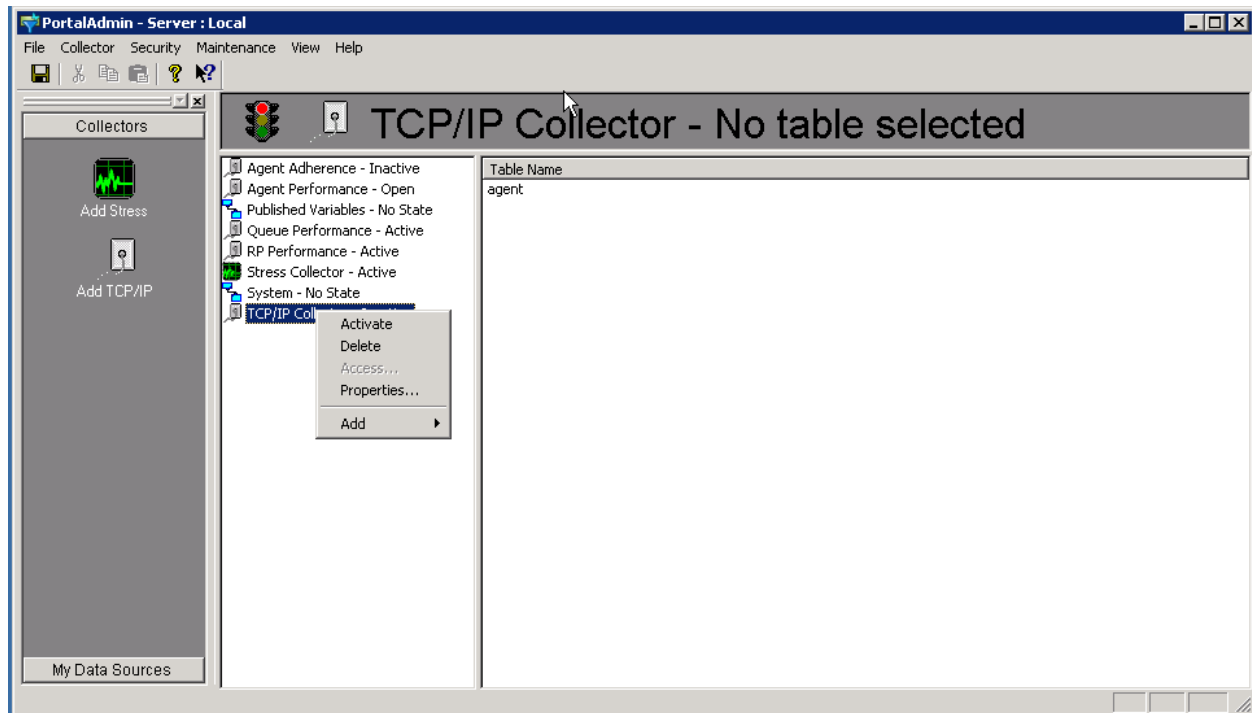 PortalAdmin - Server : Local
File Collector Security Maintenance View Help
Collectors
TCP/IP Collector - No table selected
Add Stress
Add TCP/IP
Agent Adherence - Inactive
Agent Performance - Open
Published Variables - No State
Queue Performance - Active
RP Performance - Active
Stress Collector - Active
System - No State
TCP/IP
Table Name
agent
Activate
Delete
Access...
Properties...
Add
My Data Sources